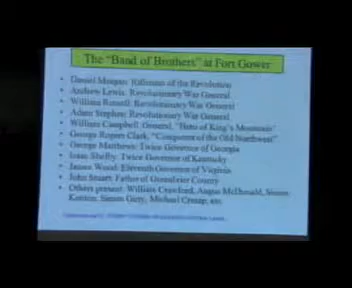 The "Band of Brothers" at Fort Gower
• Daniel Morgan: Rifleman of the Revolution
• Andrew Lewis: Revolutionary War General
• William Russell: Revolutionary War General
• Adam Stephen: Revolutionary War General
• William Campbell: General, "Hero of King's Mountain"
• George Rogers Clark, "Conqueror of the Old Northwest"
• George Matthews: Twice Governor of Georgia
• Isaac Shelby: Twice Governor of Kentucky
• James Wood: Eleventh Governor of Virginia
• John Stuart: Father of Greenbrier County
• Others present: William Crawford, Angus McDonald, Simon
Kenton, Simon Girty, Michael Cresap, etc